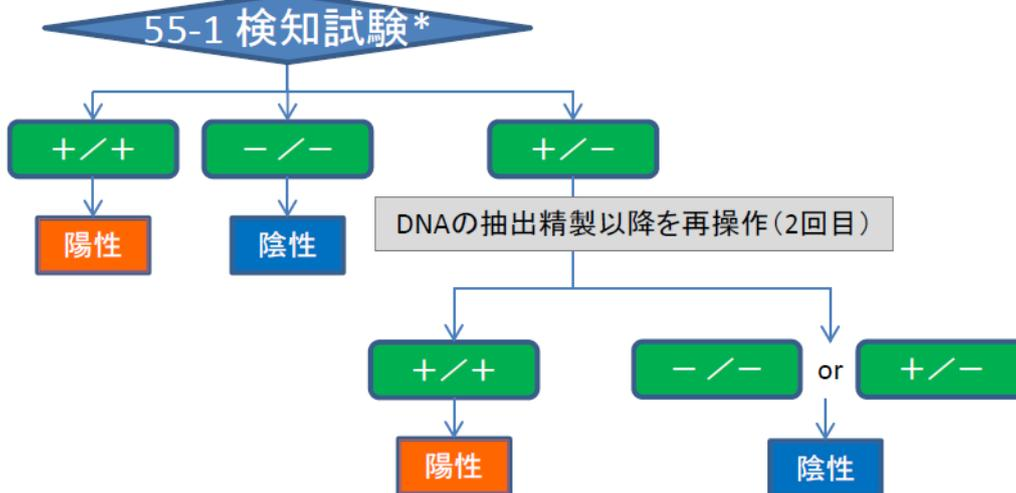 55-1 検知試験*
＋／＋
－／－
＋／－
陽性
陰性
DNAの抽出精製以降を再操作（2回目）
＋／＋
－／－
or
＋／－
陽性
陰性